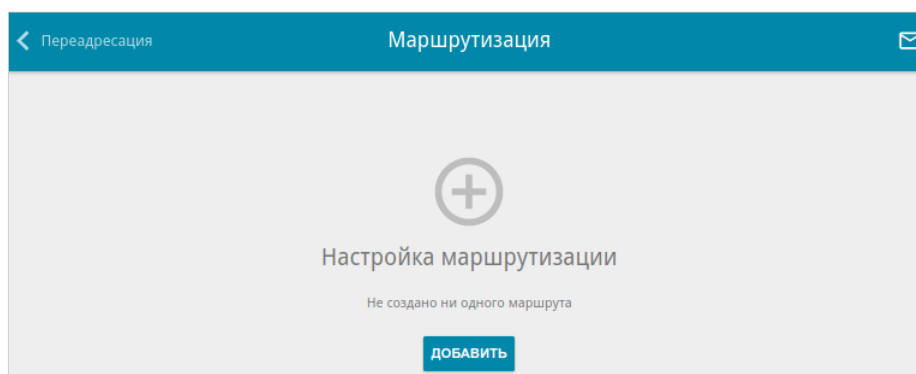 Переадресация
Маршрутизация
Настройка маршрутизации
Не создано ни одного маршрута
ДОБАВИТЬ